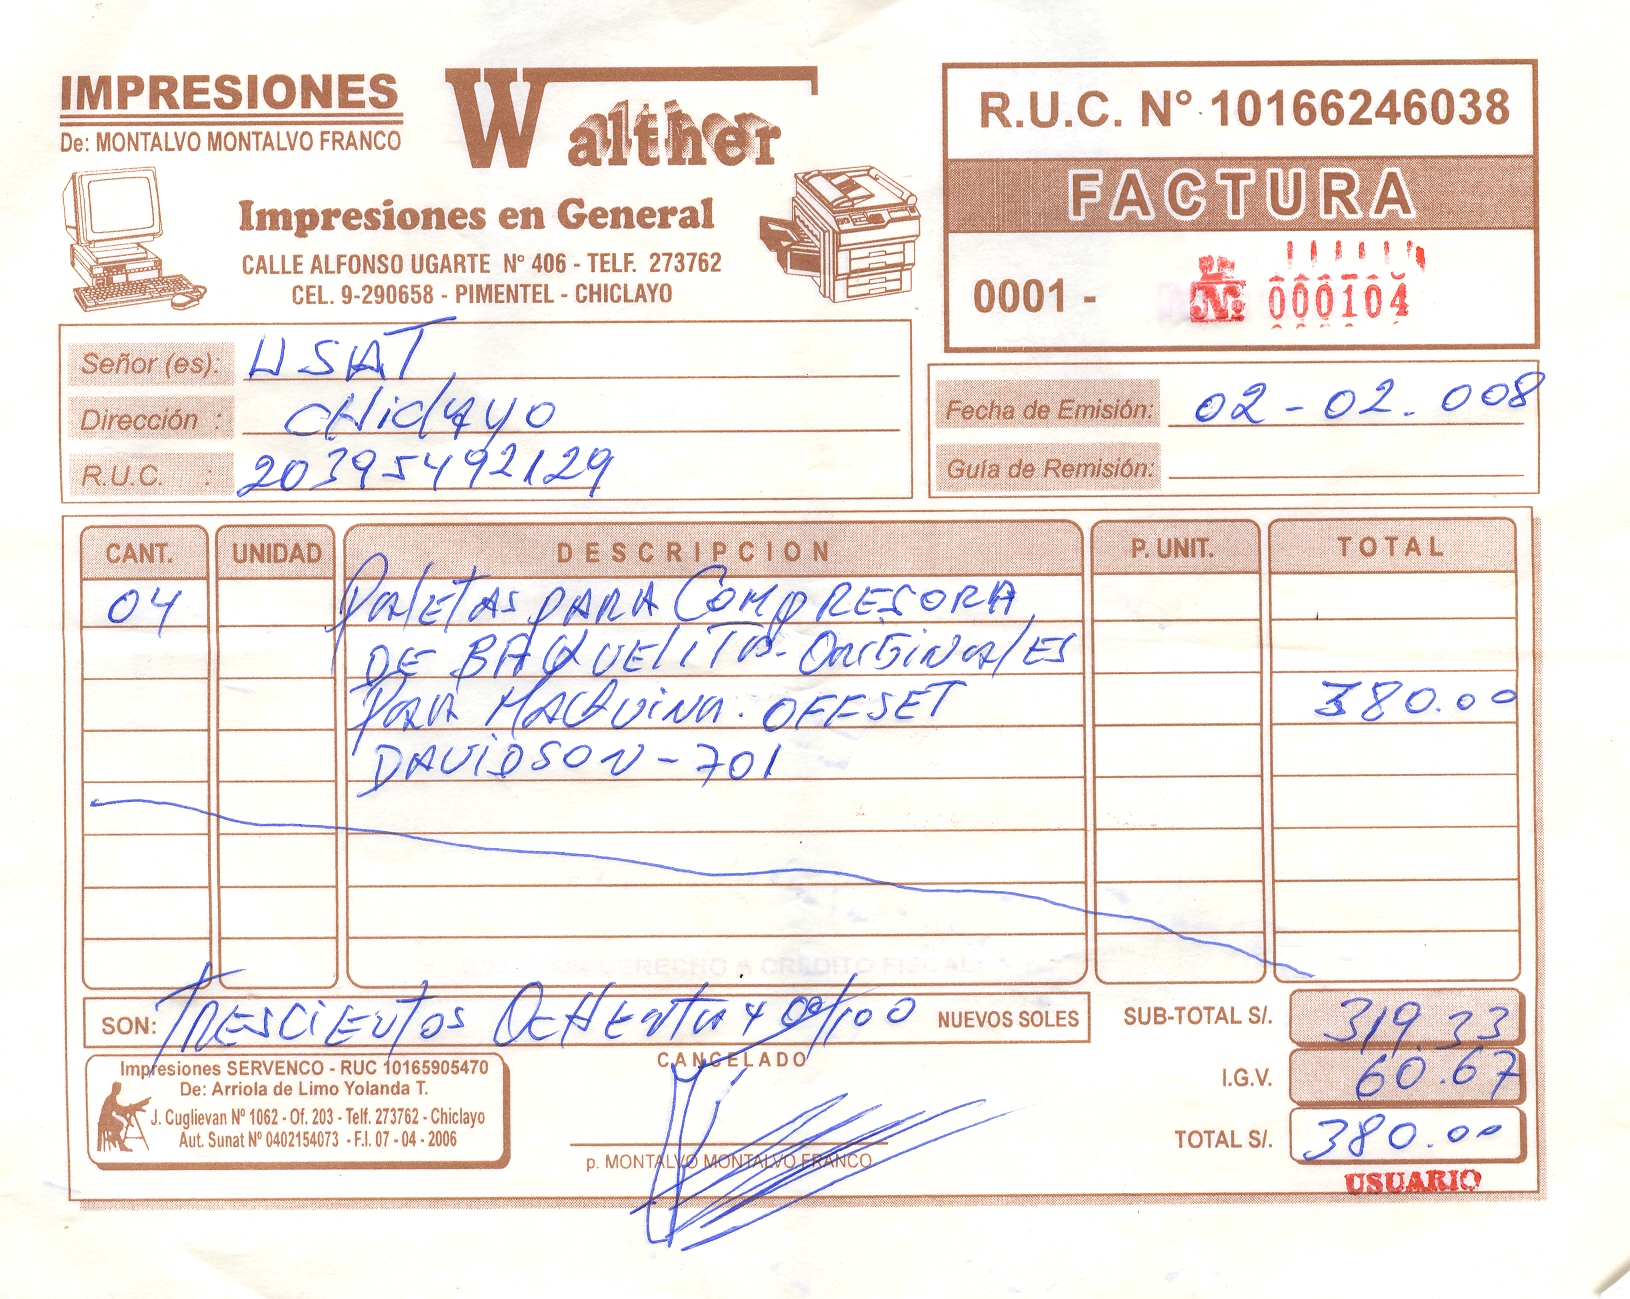 IMPRESIONES
De: MONTALVO MONTALVO FRANCO
Walther
Impresiones en General
CALLE ALFONSO UGARTE N° 406 - TELF. 273762
CEL. 9-290658 - PIMENTEL - CHICLAYO
R.U.C. N° 10166246038
FACTURA
0001 - Nº 000104
Señor (es): USAT
Dirección : CHiclAyo
R.U.C. : 20395492129
Fecha de Emisión: 02-02.008
Guía de Remisión:
CANT. UNIDAD DESCRIPCION P. UNIT. TOTAL
04 PAlETAS PARA COMPRESORA
DE BAQUElITA. ORiGiNAlES
PARA MAQUiNA. OFFSET 380.00
DAViDSON - 701
DERECHO A CREDITO FISCAL
SON: TRESCIENTOS OCHENTA y 00/100 NUEVOS SOLES
SUB-TOTAL S/. 319.33
I.G.V. 60.67
TOTAL S/. 380.00
Impresiones SERVENCO - RUC 10165905470
De: Arriola de Limo Yolanda T.
J. Cuglievan Nº 1062 - Of. 203 - Telf. 273762 - Chiclayo
Aut. Sunat Nº 0402154073 - F.I. 07 - 04 - 2006
CANCELADO
p. MONTALVO MONTALVO FRANCO
USUARIO